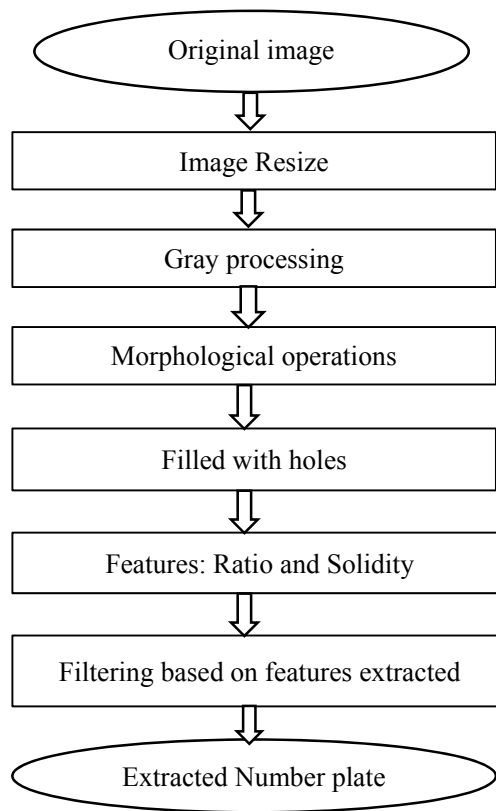 Original image
Image Resize
Gray processing
Morphological operations
Filled with holes
Features: Ratio and Solidity
Filtering based on features extracted
Extracted Number plate